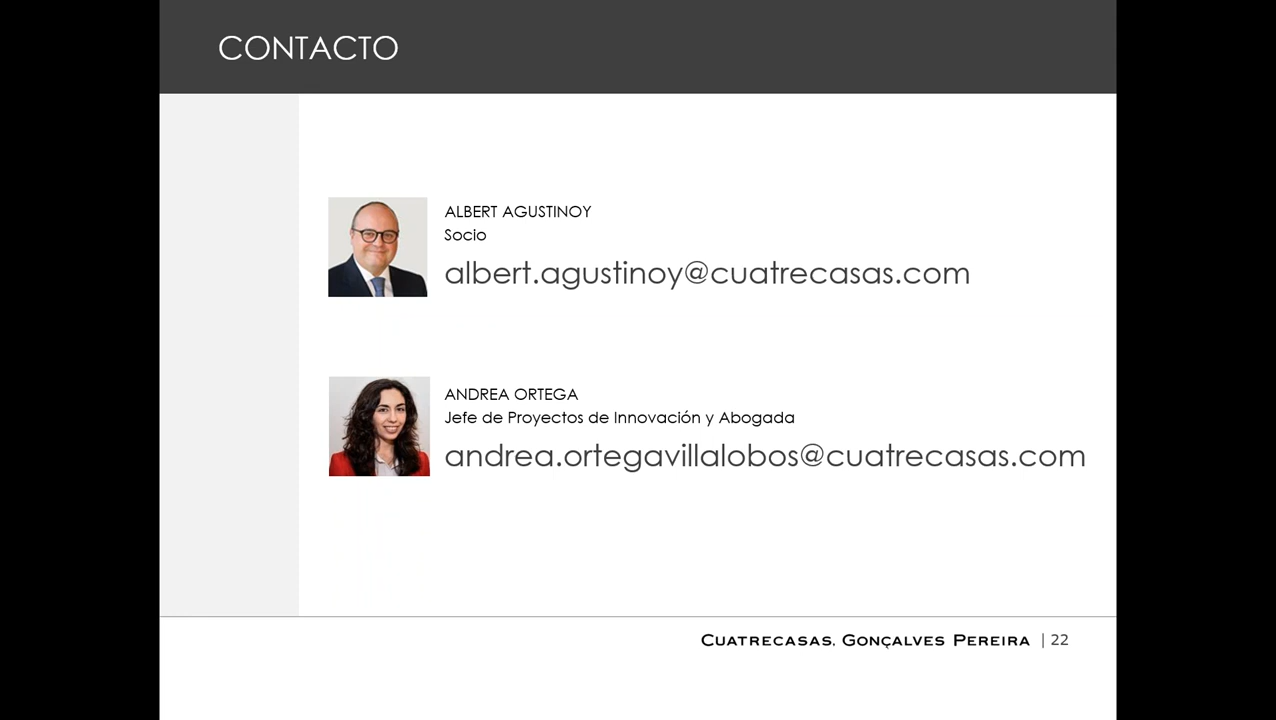 CONTACTO
ALBERT AGUSTINOY
Socio
albert.agustinoy@cuatrecasas.com
ANDREA ORTEGA
Jefe de Proyectos de Innovación y Abogada
andrea.ortegavillalobos@cuatrecasas.com
CUATRECASAS, GONÇALVES PEREIRA | 22